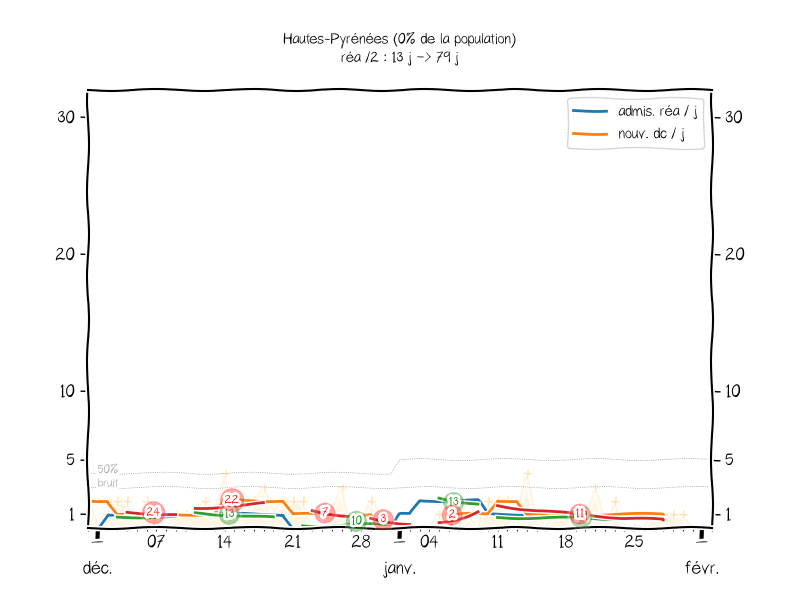 Hautes-Pyrénées (0% de la population)
réa /2 : 13 j -> 79 j
admis. réa / j
nouv. dc / j
30 30
20 20
10 10
5 5
1 1
50%
bruit
24 22 13 7 10 3 13 2 11
07 14 21 28 04 11 18 25
déc. janv. févr.